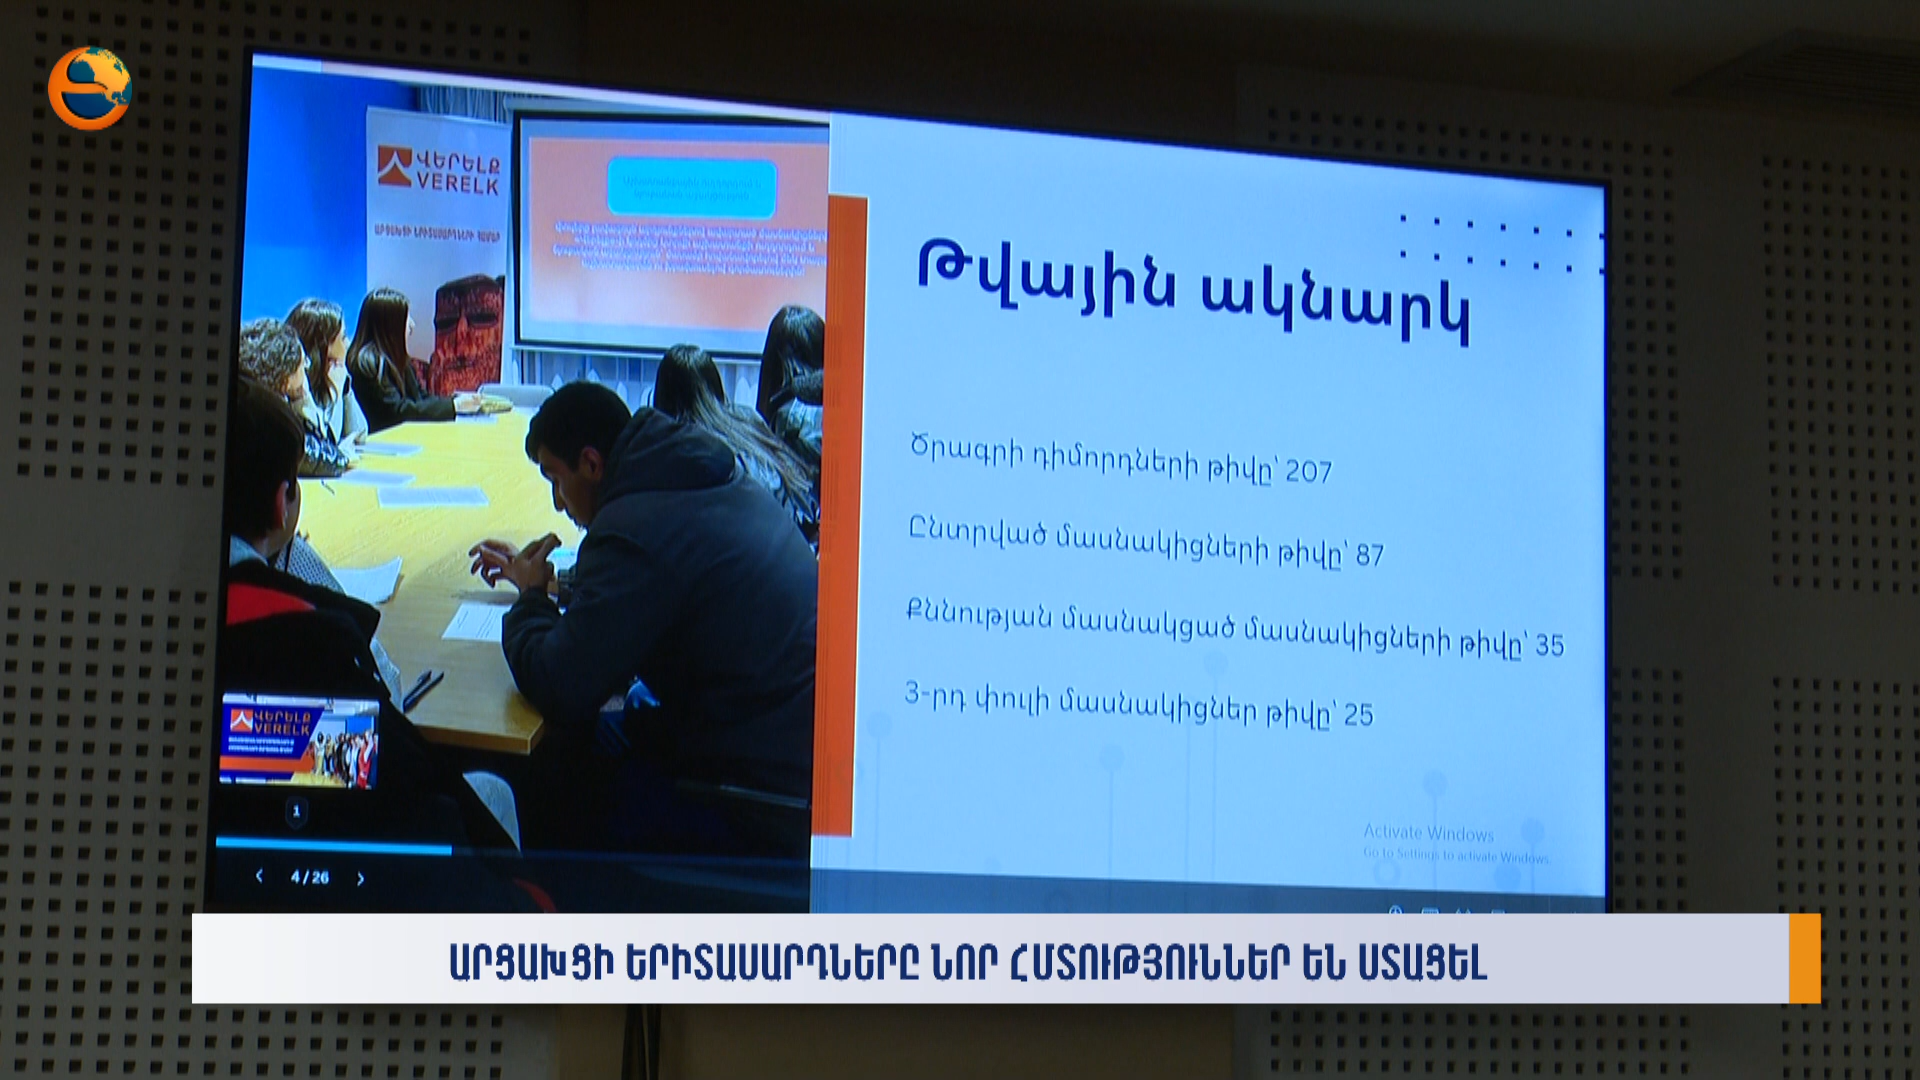 ՎԵՐԵԼՔ
VERELK
Թվային ակնարկ
Ծրագրի դիմորդների թիվը՝ 207
Ընտրված մասնակիցների թիվը՝ 87
Քննության մասնակցած մասնակիցների թիվը՝ 35
3-րդ փուլի մասնակիցներ թիվը՝ 25
ՎԵՐԵԼՔ
VERELK
1
4/26
Activate Windows
Go to Settings to activate Windows.
ԱՐՑԱԽՑԻ ԵՐԻՏԱՍԱՐԴՆԵՐԸ ՆՈՐ ՀՄՏՈՒԹՅՈՒՆՆԵՐ ԵՆ ՍՏԱՑԵԼ